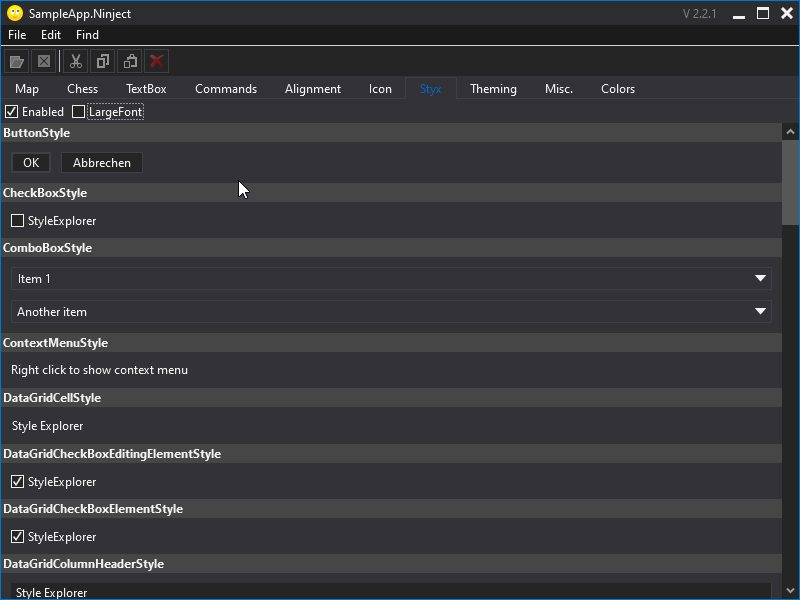 SampleApp.Ninject V 2.2.1
File Edit Find
Map Chess TextBox Commands Alignment Icon Styx Theming Misc. Colors
Enabled LargeFont
ButtonStyle
OK Abbrechen
CheckBoxStyle
StyleExplorer
ComboBoxStyle
Item 1
Another item
ContextMenuStyle
Right click to show context menu
DataGridCellStyle
Style Explorer
DataGridCheckBoxEditingElementStyle
StyleExplorer
DataGridCheckBoxElementStyle
StyleExplorer
DataGridColumnHeaderStyle
Style Explorer